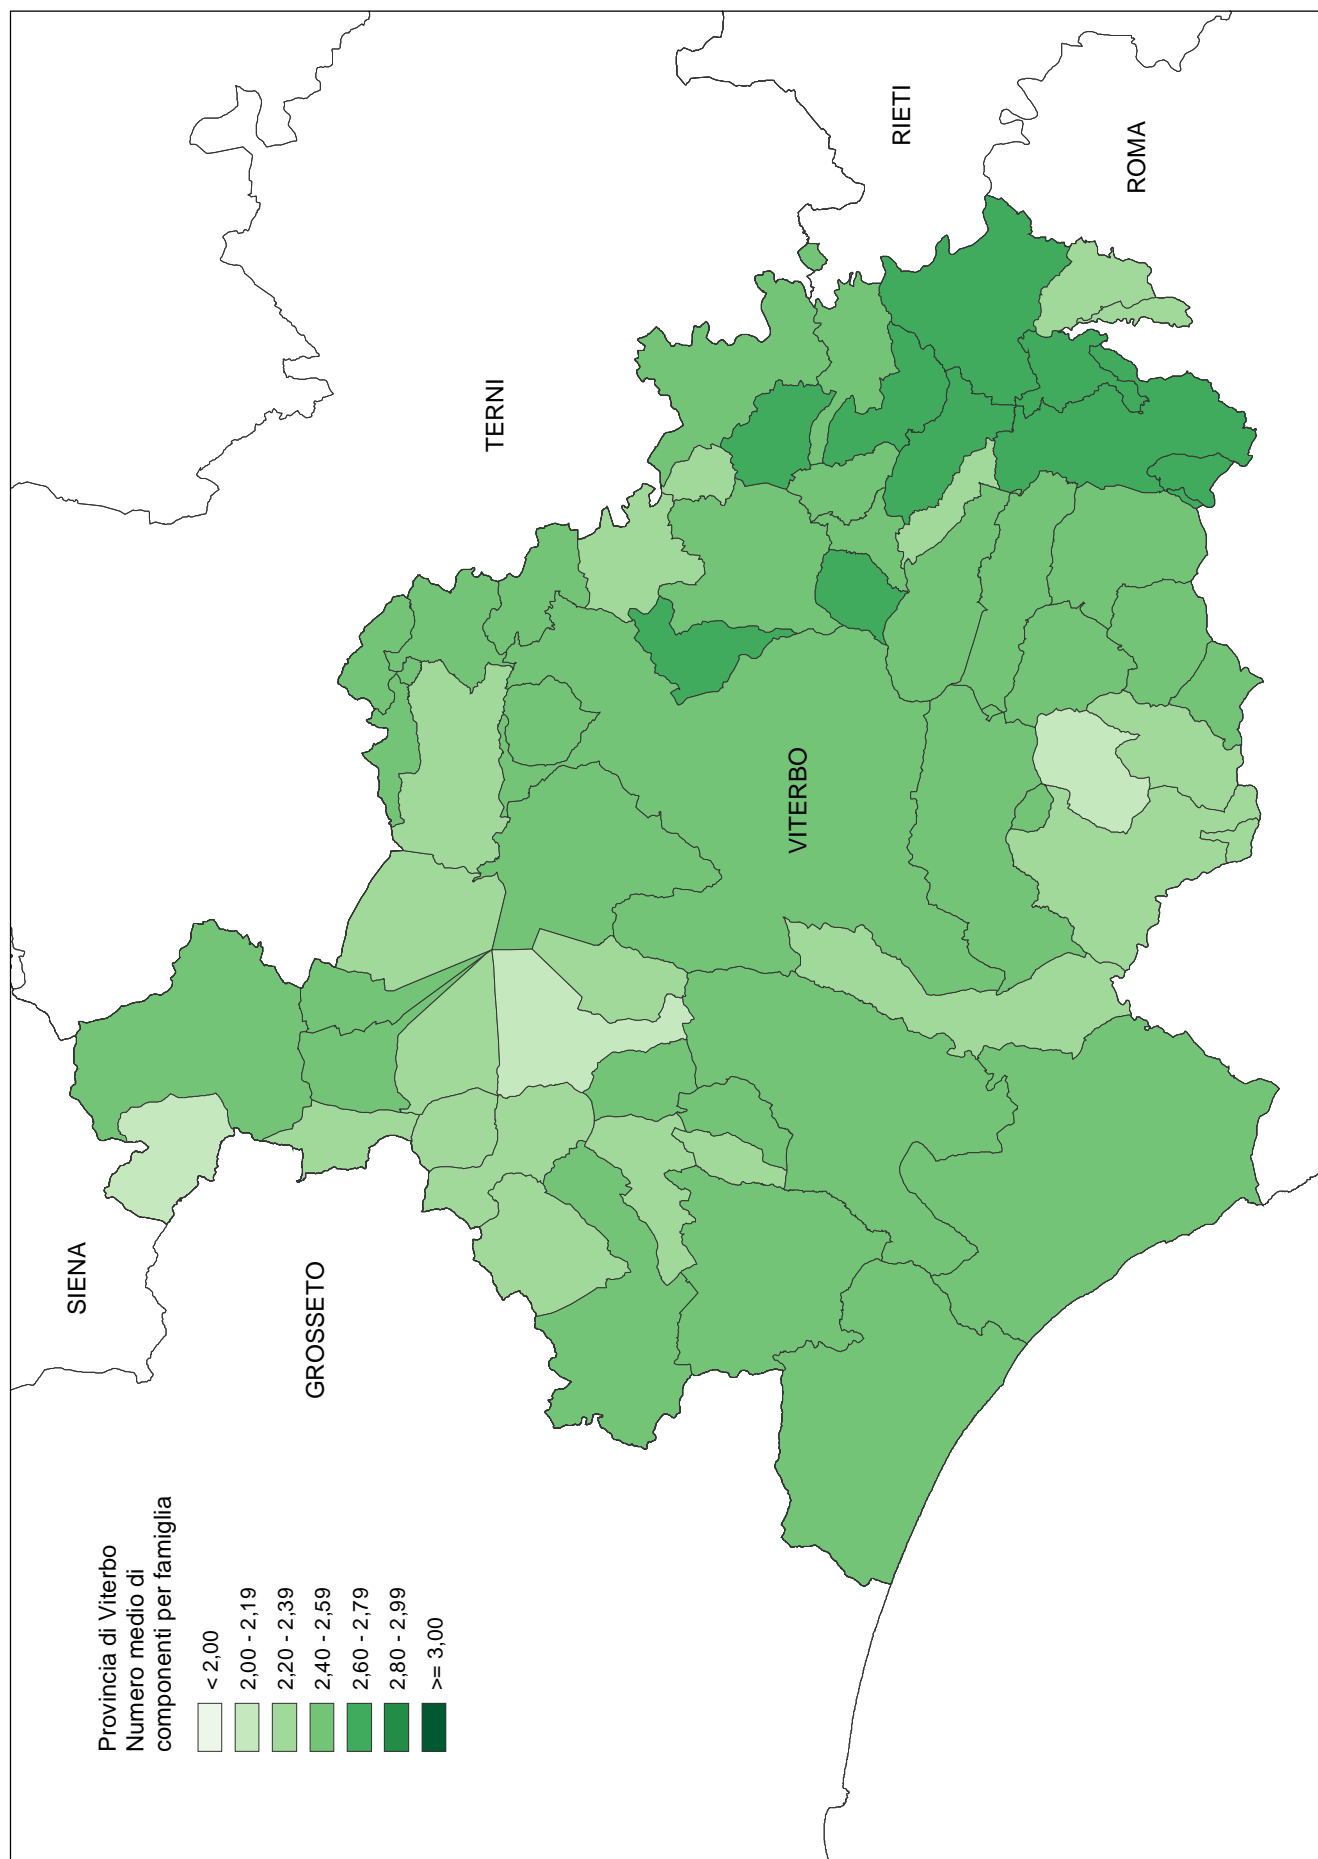 Provincia di Viterbo
Numero medio di
componenti per famiglia
< 2,00
2,00 - 2,19
2,20 - 2,39
2,40 - 2,59
2,60 - 2,79
2,80 - 2,99
>= 3,00
SIENA
GROSSETO
TERNI
VITERBO
RIETI
ROMA